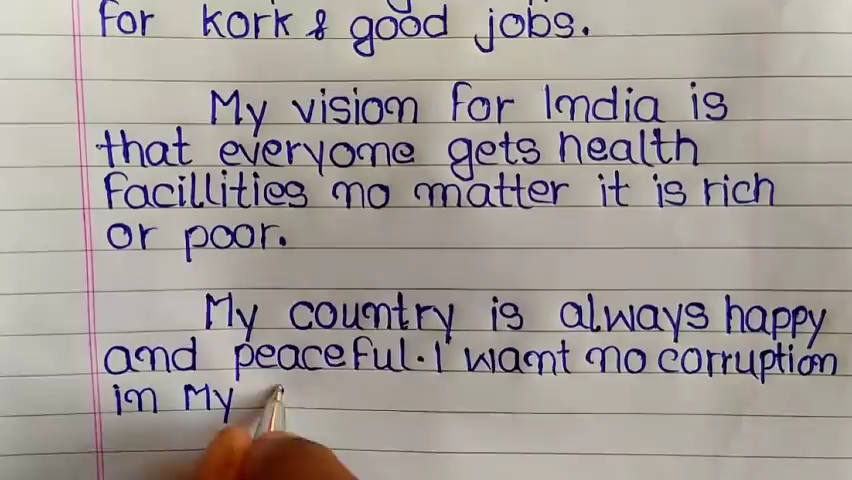 for kork & good jobs.
My vision for India is
that everyone gets health
facillities no matter it is rich
or poor.
My country is always happy
and peaceful. I want no corruption
in My